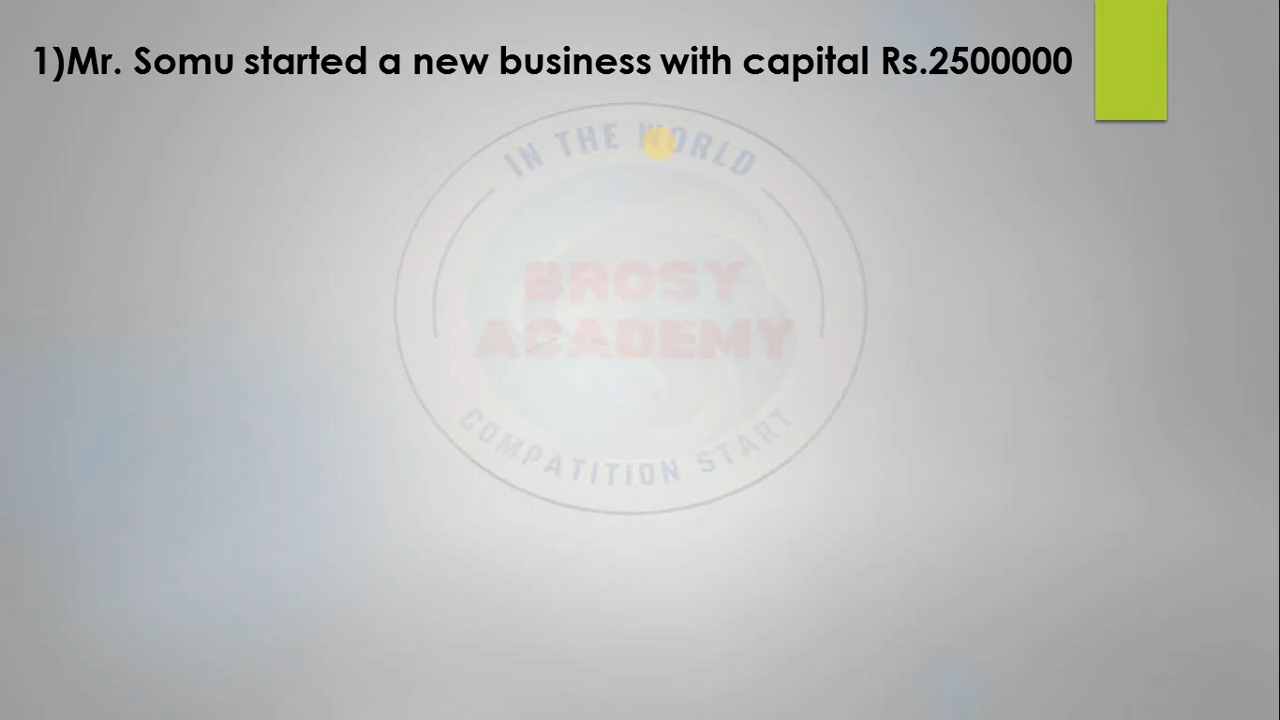 1)Mr. Somu started a new business with capital Rs.2500000
IN THE WORLD
BROSY
ACADEMY
COMPATITION START